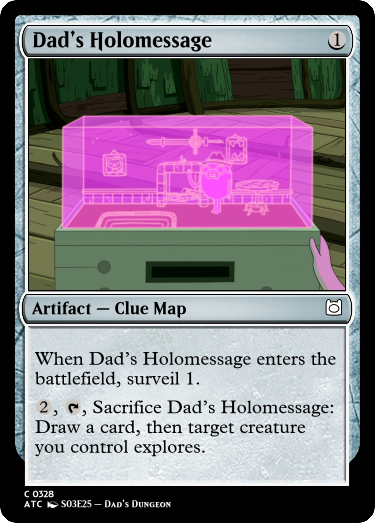 Dad's Holomessage 1
Artifact — Clue Map
When Dad's Holomessage enters the
battlefield, surveil 1.
2, , Sacrifice Dad's Holomessage:
Draw a card, then target creature
you control explores.
C 0328
ATC S03E25 – Dad's Dungeon